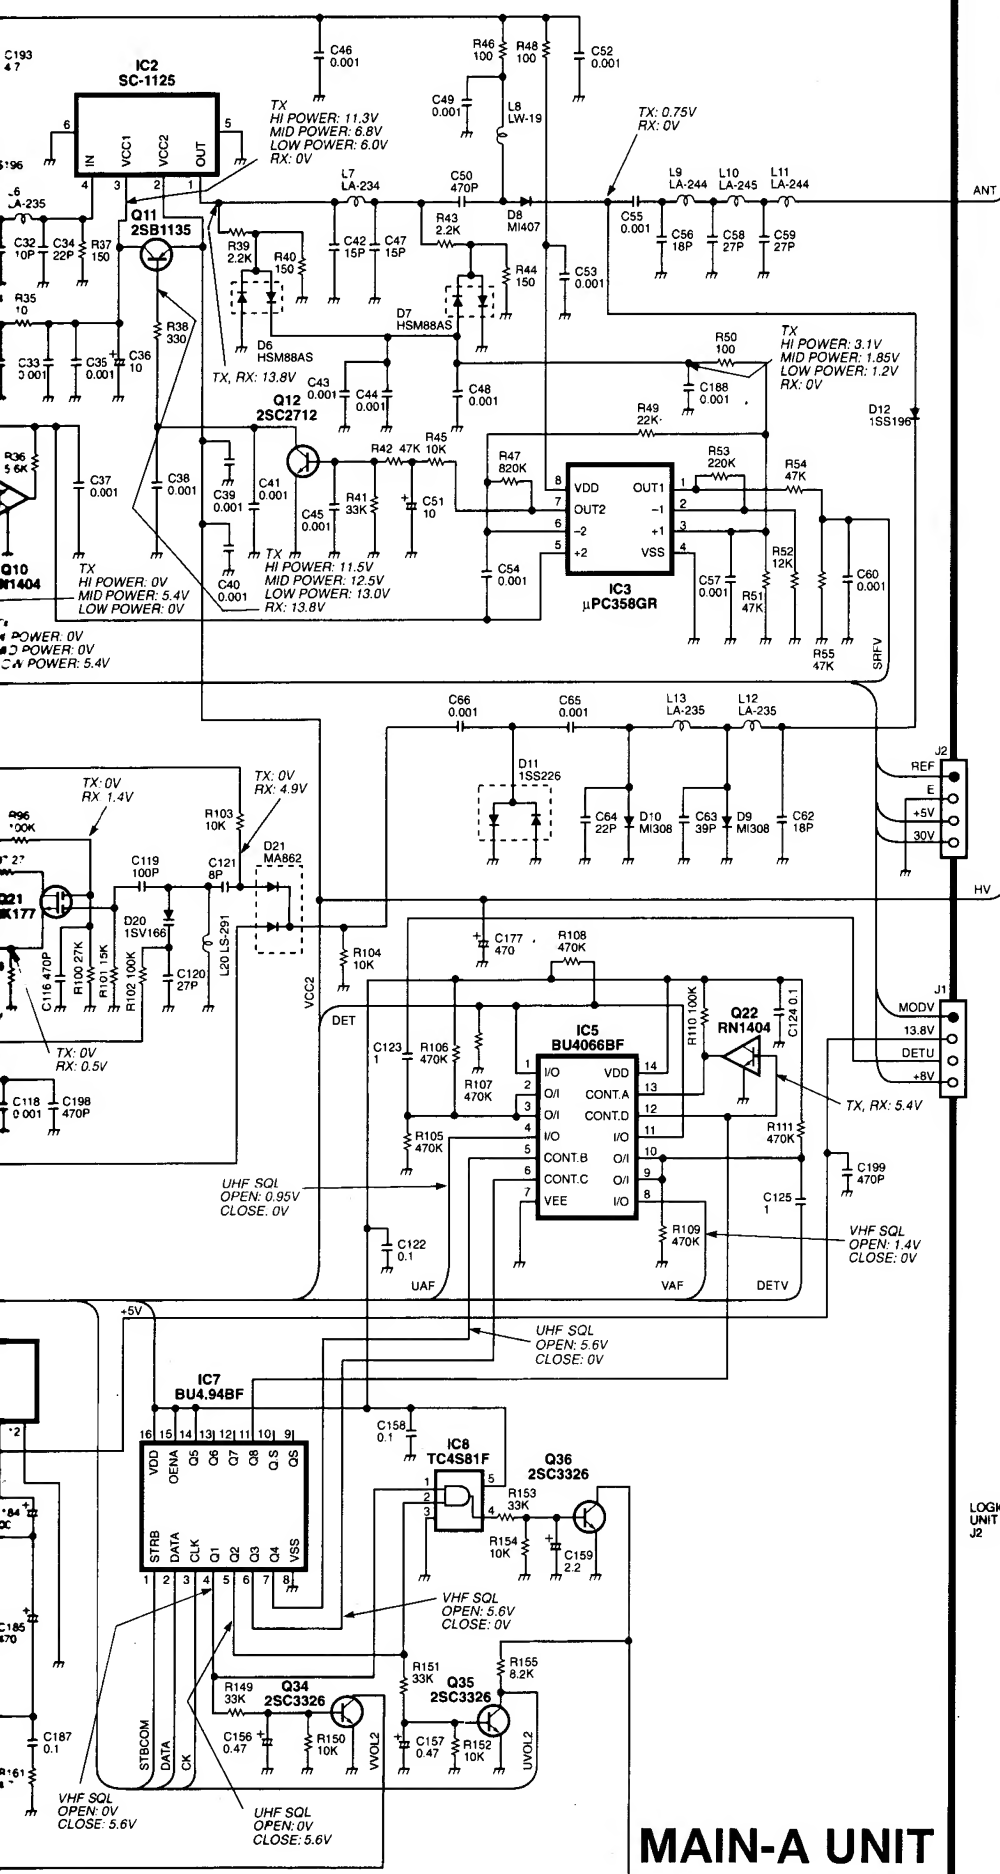 C193
4.7
IC2
SC-1125
C46
0.001
R46
100
R48
100
C52
0.001
6
5
IN
VCC1
VCC2
OUT
4
3
2
1
TX
HI POWER: 11.3V
MID POWER: 6.8V
LOW POWER: 6.0V
RX: 0V
C49
0.001
L8
LW-19
TX: 0.75V
RX: 0V
LA-235
C32
10P
C34
22P
R37
150
Q11
2SB1135
L7
LA-234
C50
470P
D8
MI407
C55
0.001
L9
LA-244
L10
LA-245
L11
LA-244
ANT
R39
2.2K
R40
150
C42
15P
C47
15P
R43
2.2K
R44
150
C53
0.001
C56
18P
C58
27P
C59
27P
R35
10
R38
330
D6
HSM88AS
D7
HSM88AS
C33
0.001
C35
0.001
C36
10
TX, RX: 13.8V
C43
0.001
C44
0.001
C48
0.001
R50
100
C188
0.001
TX
HI POWER: 3.1V
MID POWER: 1.85V
LOW POWER: 1.2V
RX: 0V
D12
1SS196
Q12
2SC2712
R49
22K
R36
5.6K
C37
0.001
C38
0.001
C39
0.001
C41
0.001
C45
0.001
R41
33K
R42 47K
R45
10K
C51
10
R47
820K
8
7
6
5
VDD
OUT2
-2
+2
OUT1
-1
+1
VSS
1
2
3
4
R53
220K
R54
47K
C54
0.001
IC3
µPC358GR
C57
0.001
R51
47K
R52
12K
R55
47K
C60
0.001
SRFV
Q10
RN1404
TX
HI POWER: 0V
MID POWER: 5.4V
LOW POWER: 0V
C40
0.001
TX
HI POWER: 11.5V
MID POWER: 12.5V
LOW POWER: 13.0V
RX: 13.8V
POWER: 0V
POWER: 0V
POWER: 5.4V
C66
0.001
C65
0.001
L13
LA-235
L12
LA-235
D11
1SS226
C64
22P
D10
MI308
C63
39P
D9
MI308
C62
18P
J2
REF
E
+5V
30V
TX: 0V
RX: 1.4V
TX: 0V
RX: 4.9V
R96
100K
R103
10K
C119
100P
C121
8P
D21
MA862
Q21
D20
1SV166
L20 LS-291
C116 470P
R100 27K
R101 15K
R102 100K
C120
27P
R104
10K
VCC2
C177
470
R108
470K
HV
DET
TX: 0V
RX: 0.5V
C118
0.001
C198
470P
C123
1
R106
470K
R107
470K
R105
470K
IC5
BU4066BF
1
2
3
4
5
6
7
I/O
O/I
O/I
I/O
CONT.B
CONT.C
VEE
VDD
CONT.A
CONT.D
I/O
O/I
O/I
I/O
14
13
12
11
10
9
8
R110 100K
Q22
RN1404
C124 0.1
TX, RX: 5.4V
R111
470K
J1
MODV
13.8V
DETU
+8V
C199
470P
C125
1
R109
470K
UHF SQL
OPEN: 0.95V
CLOSE: 0V
VHF SQL
OPEN: 1.4V
CLOSE: 0V
C122
0.1
UAF
VAF
DETV
+5V
UHF SQL
OPEN: 5.6V
CLOSE: 0V
IC7
BU4.94BF
16
15
14
13
12
11
10
9
VDD
OENA
Q5
Q6
Q7
Q8
Q.S
QS
STRB
DATA
CLK
Q1
Q2
Q3
Q4
VSS
1
2
3
4
5
6
7
8
C158
0.1
IC8
TC4S81F
1
2
3
4
5
R153
33K
R154
10K
C159
2.2
Q36
2SC3326
LOGIC
UNIT
J2
VHF SQL
OPEN: 5.6V
CLOSE: 0V
C185
470
C187
0.1
R161
R149
33K
Q34
2SC3326
C156
0.47
R150
10K
VVOL2
R151
33K
C157
0.47
R152
10K
Q35
2SC3326
R155
8.2K
UVOL2
STBCOM
DATA
CK
VHF SQL
OPEN: 0V
CLOSE: 5.6V
UHF SQL
OPEN: 0V
CLOSE: 5.6V
MAIN-A UNIT